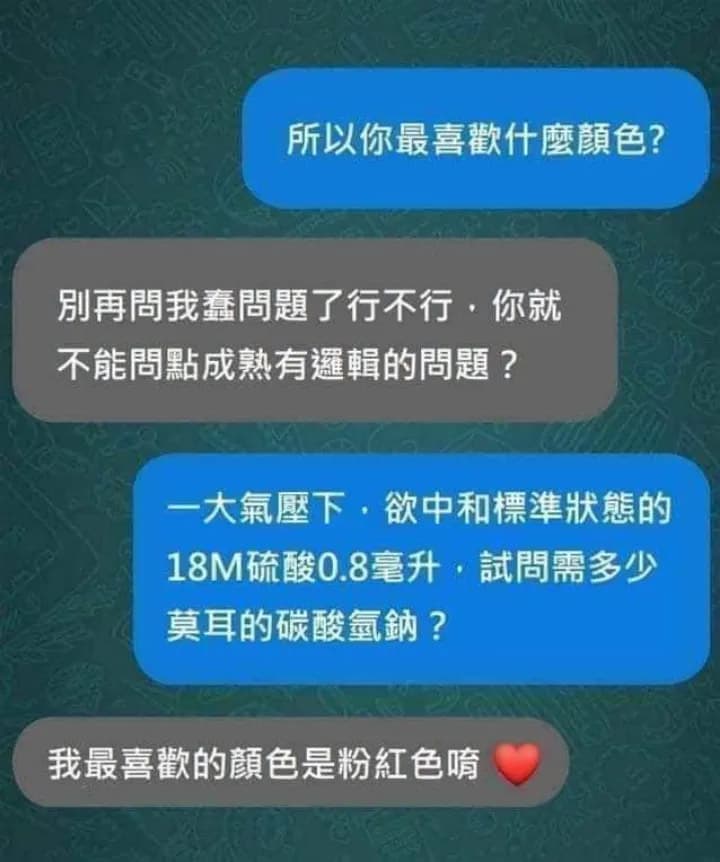 所以你最喜歡什麼顏色?
別再問我蠢問題了行不行，你就
不能問點成熟有邏輯的問題？
一大氣壓下，欲中和標準狀態的
18M硫酸0.8毫升，試問需多少
莫耳的碳酸氫鈉？
我最喜歡的顏色是粉紅色唷❤️